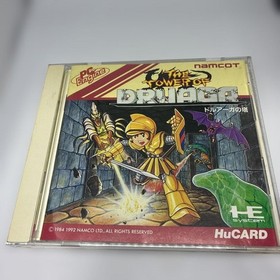 PC Engine
namcot
THE TOWER OF
DRUAGA
ドルアーガの塔
HE
system
© 1984 1992 NAMCO LTD., ALL RIGHTS RESERVED
HuCARD